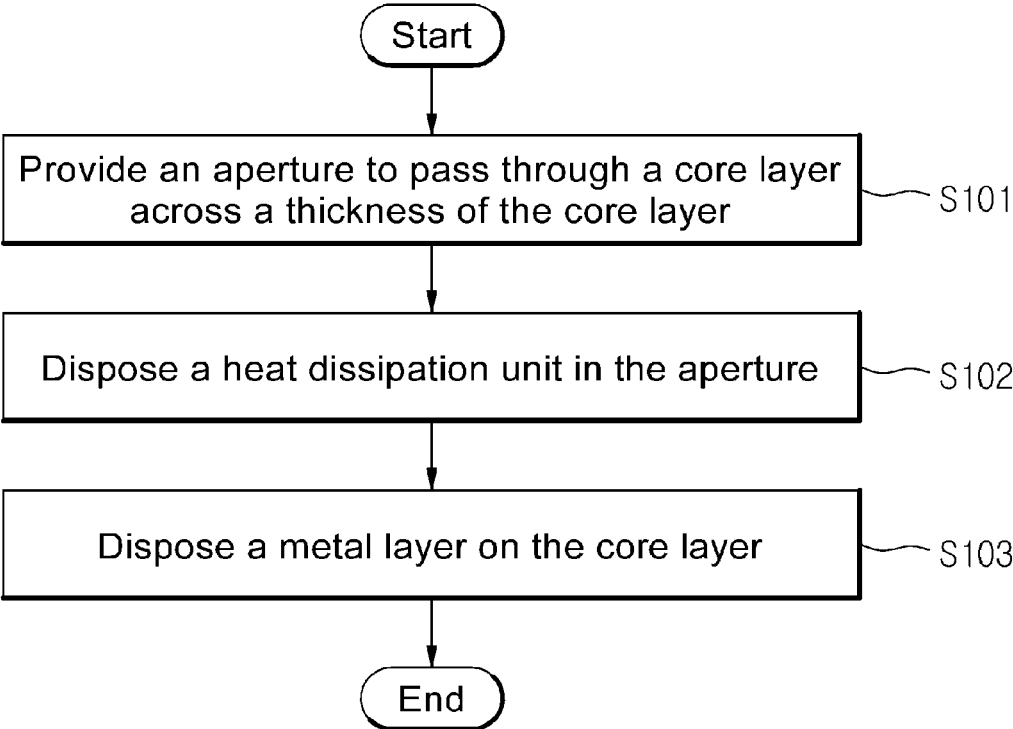 Start
Provide an aperture to pass through a core layer
across a thickness of the core layer
S101
Dispose a heat dissipation unit in the aperture
S102
Dispose a metal layer on the core layer
S103
End